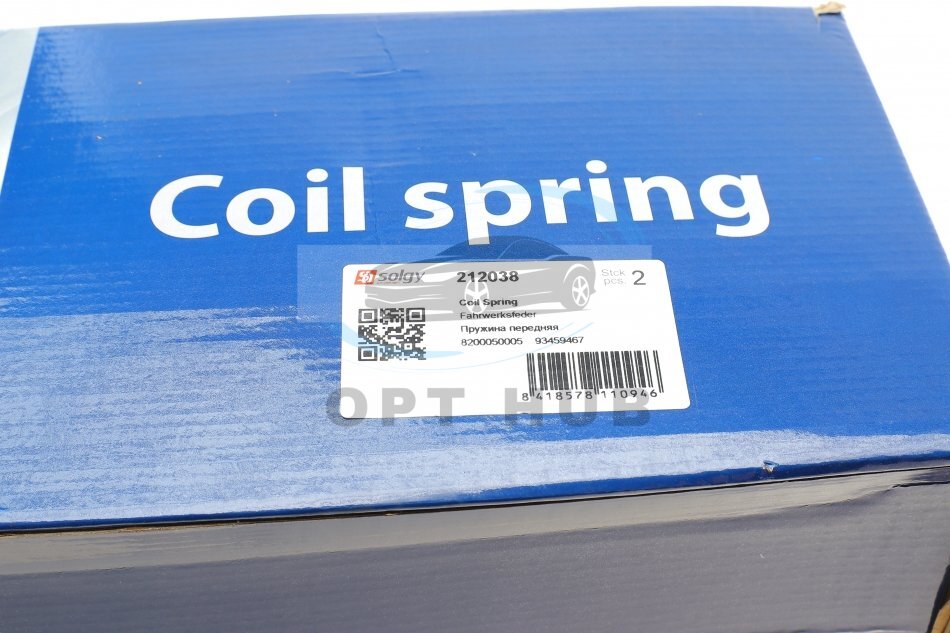 Coil spring
solgy 212038 Stck pcs. 2
Coil Spring
Fahrwerksfeder
Пружина передняя
8200050005 93459467
8 418578 110946
OPT HUB